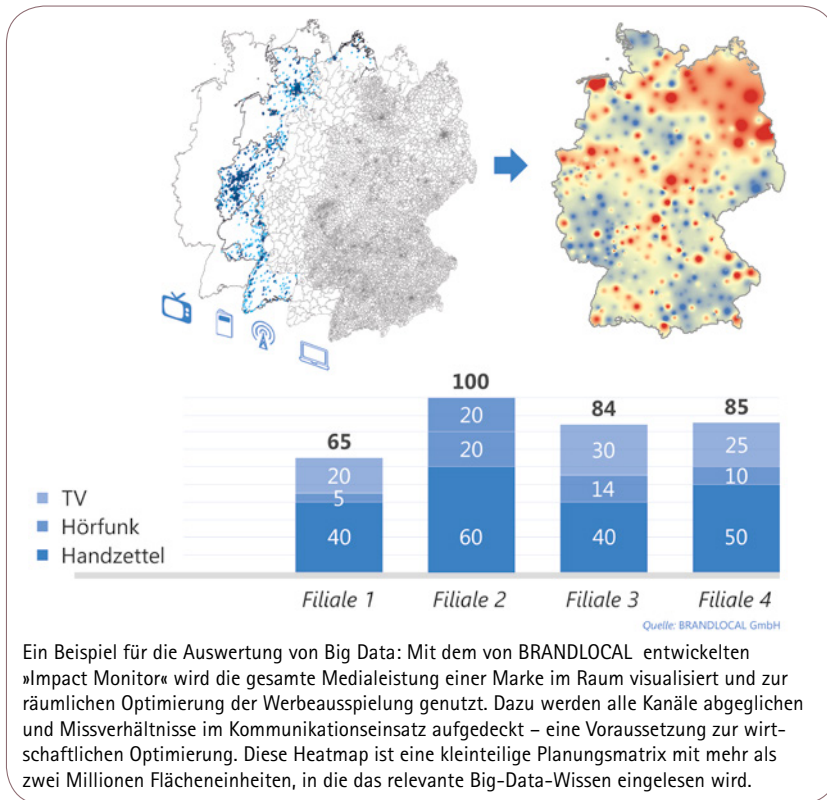 100
20
20
60
84
30
14
40
85
25
10
50
65
20
5
40
TV
Hörfunk
Handzettel
Filiale 1 Filiale 2 Filiale 3 Filiale 4
Quelle: BRANDLOCAL GmbH
Ein Beispiel für die Auswertung von Big Data: Mit dem von BRANDLOCAL entwickelten
»Impact Monitor« wird die gesamte Medialeistung einer Marke im Raum visualisiert und zur
räumlichen Optimierung der Werbeausspielung genutzt. Dazu werden alle Kanäle abgeglichen
und Missverhältnisse im Kommunikationseinsatz aufgedeckt – eine Voraussetzung zur wirt-
schaftlichen Optimierung. Diese Heatmap ist eine kleinteilige Planungsmatrix mit mehr als
zwei Millionen Flächeneinheiten, in die das relevante Big-Data-Wissen eingelesen wird.